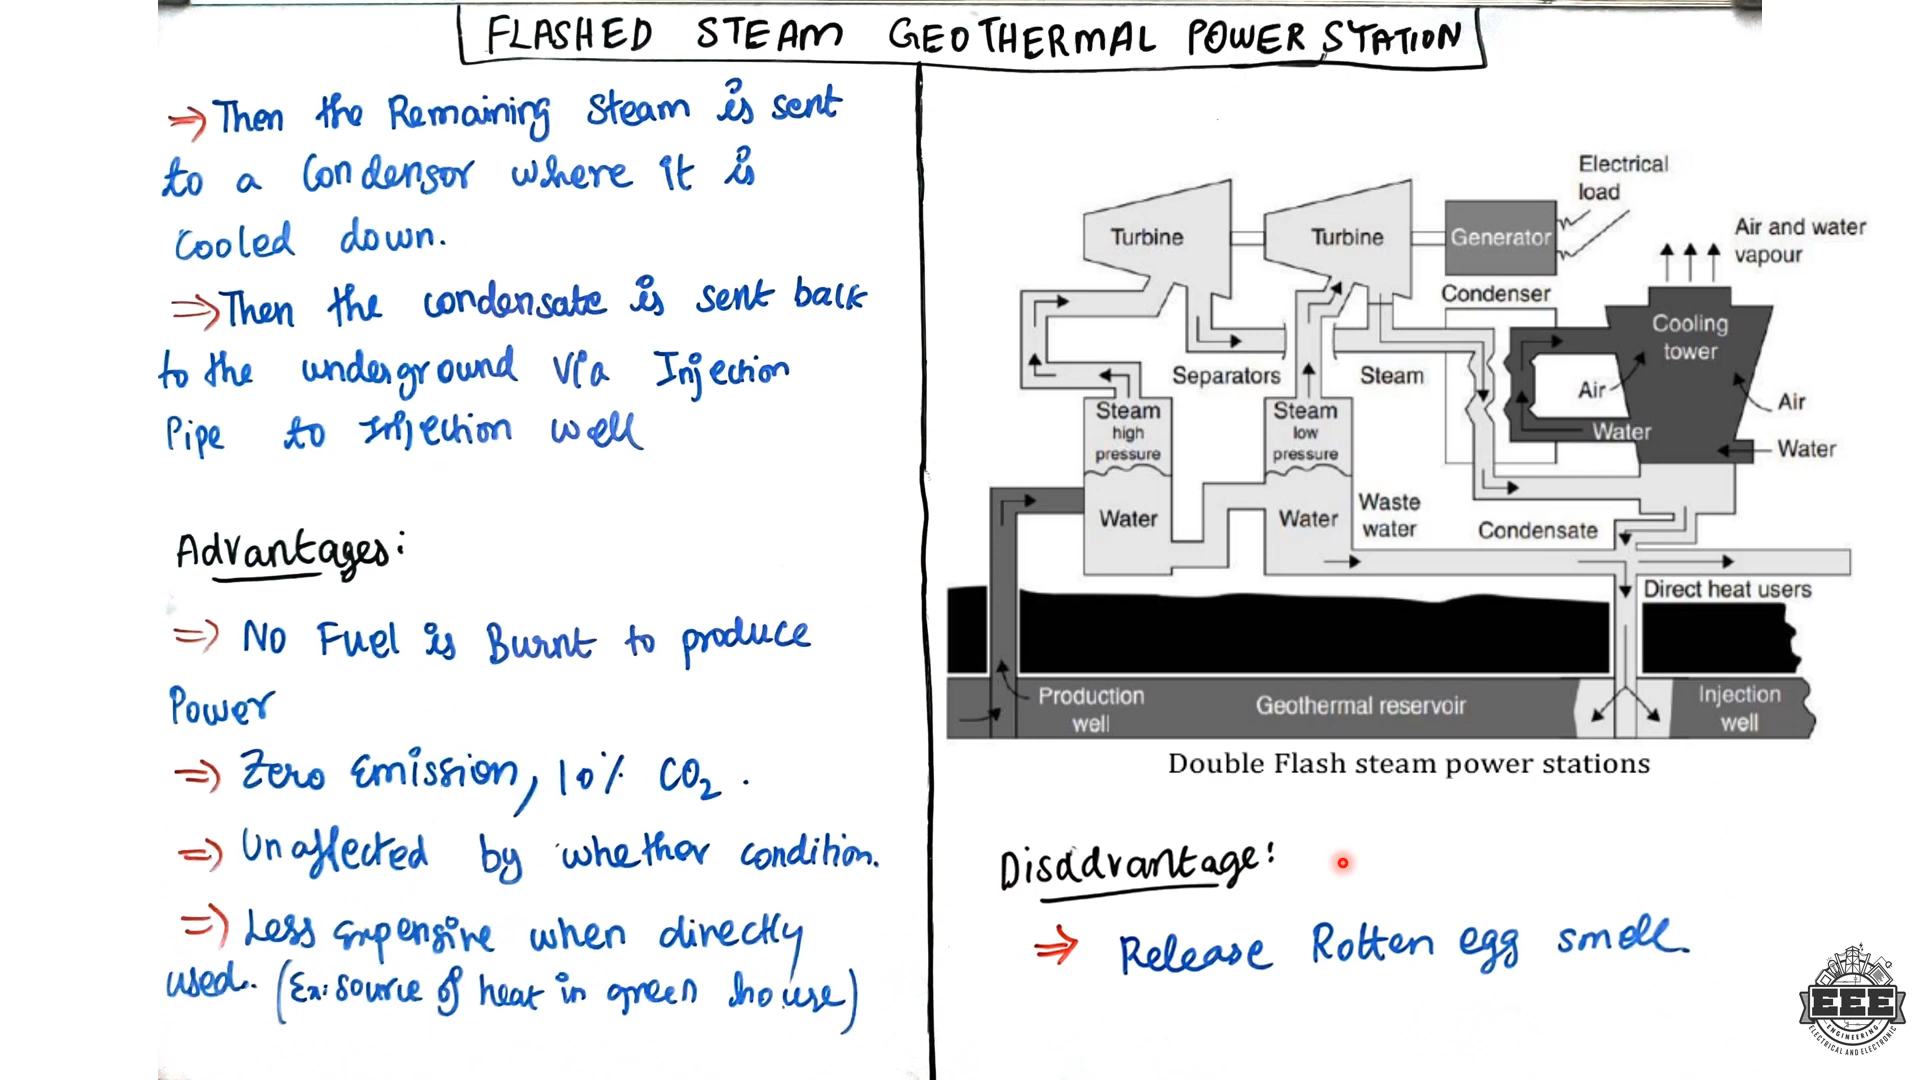 FLASHED STEAM GEOTHERMAL POWER STATION
⇒ Then the Remaining Steam is sent
to a Condensor where it is
cooled down.
⇒ Then the condensate is sent back
to the underground via Injection
Pipe to Injection well
Advantages:
⇒ No Fuel is Burnt to produce
Power
⇒ Zero Emission, 10% CO2.
⇒ Unaffected by whether condition.
⇒ Less expensive when directly
used. (Ex: source of heat in green house)
Electrical
load
Turbine
Turbine
Generator
Air and water
vapour
Condenser
Cooling
tower
Separators
Steam
Air
Air
Steam
high
pressure
Steam
low
pressure
Water
Water
Water
Water
Waste
water
Condensate
Direct heat users
Production
well
Geothermal reservoir
Injection
well
Double Flash steam power stations
Disadvantage:
⇒ Release Rotten egg smell.
EEE
ENGINEERING
ELECTRICAL AND ELECTRONIC